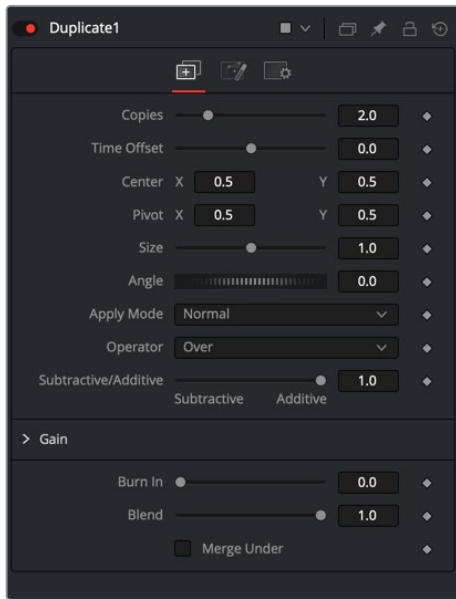 Duplicate1
Copies 2.0
Time Offset 0.0
Center X 0.5 Y 0.5
Pivot X 0.5 Y 0.5
Size 1.0
Angle 0.0
Apply Mode Normal
Operator Over
Subtractive/Additive 1.0
Subtractive Additive
Gain
Burn In 0.0
Blend 1.0
Merge Under